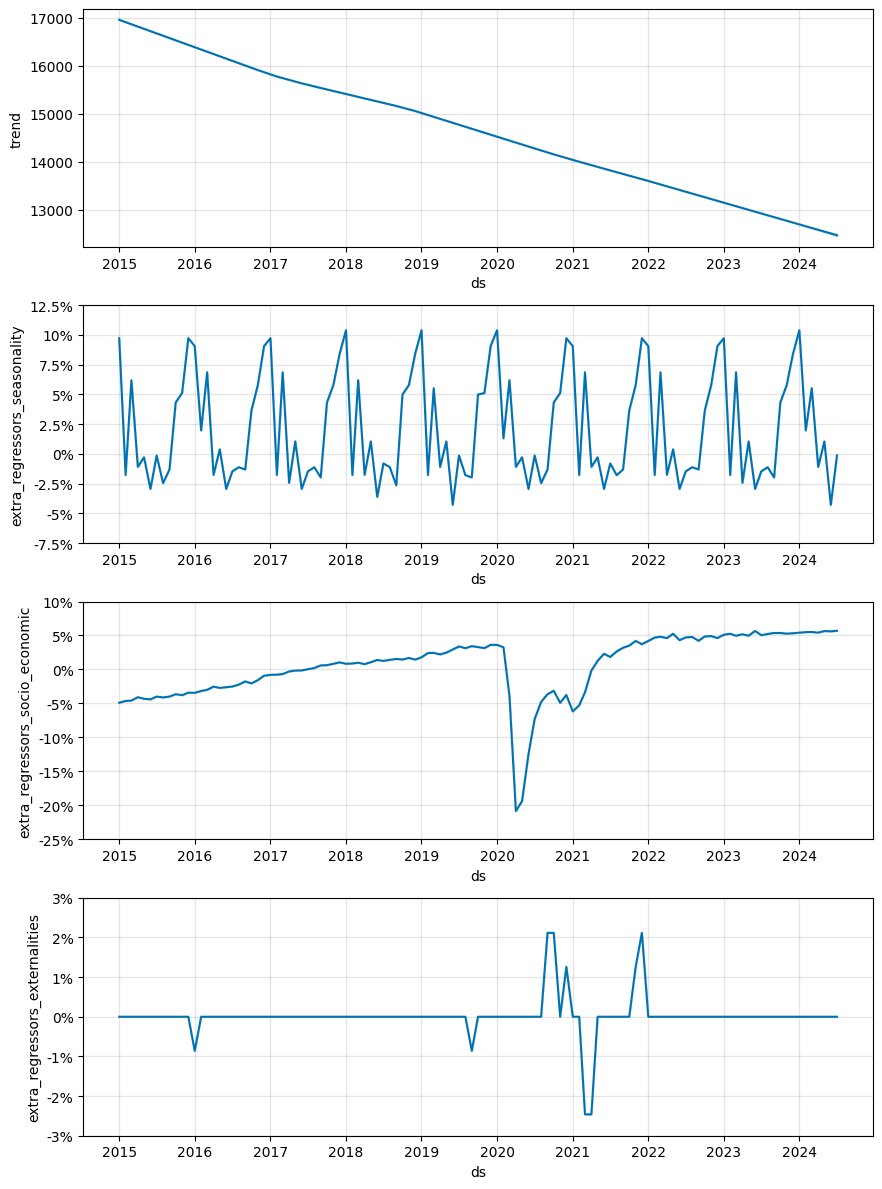 17000
16000
15000
14000
13000
trend
2015 2016 2017 2018 2019 2020 2021 2022 2023 2024
ds
12.5%
10%
7.5%
5%
2.5%
0%
-2.5%
-5%
-7.5%
extra_regressors_seasonality
2015 2016 2017 2018 2019 2020 2021 2022 2023 2024
ds
10%
5%
0%
-5%
-10%
-15%
-20%
-25%
extra_regressors_socio_economic
2015 2016 2017 2018 2019 2020 2021 2022 2023 2024
ds
3%
2%
1%
0%
-1%
-2%
-3%
extra_regressors_externalities
2015 2016 2017 2018 2019 2020 2021 2022 2023 2024
ds